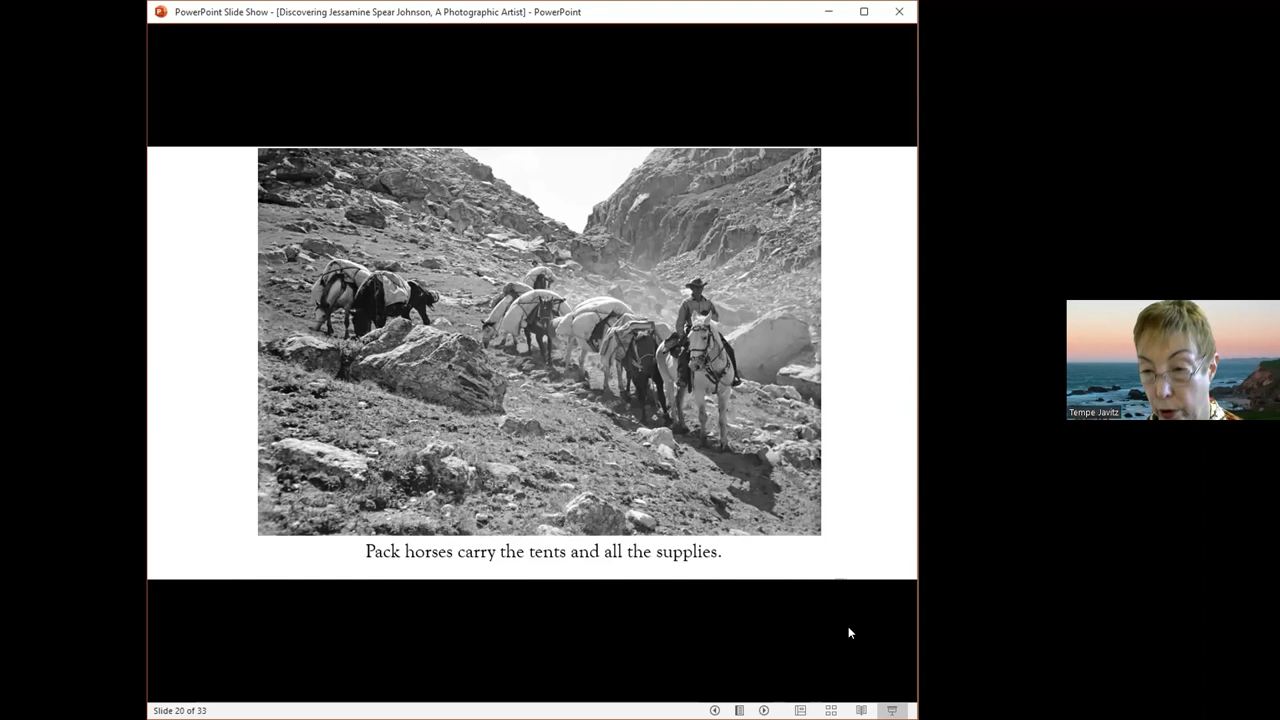 PowerPoint Slide Show - [Discovering Jessamine Spear Johnson, A Photographic Artist] - PowerPoint
Pack horses carry the tents and all the supplies.
Tempe Javitz
Slide 20 of 33